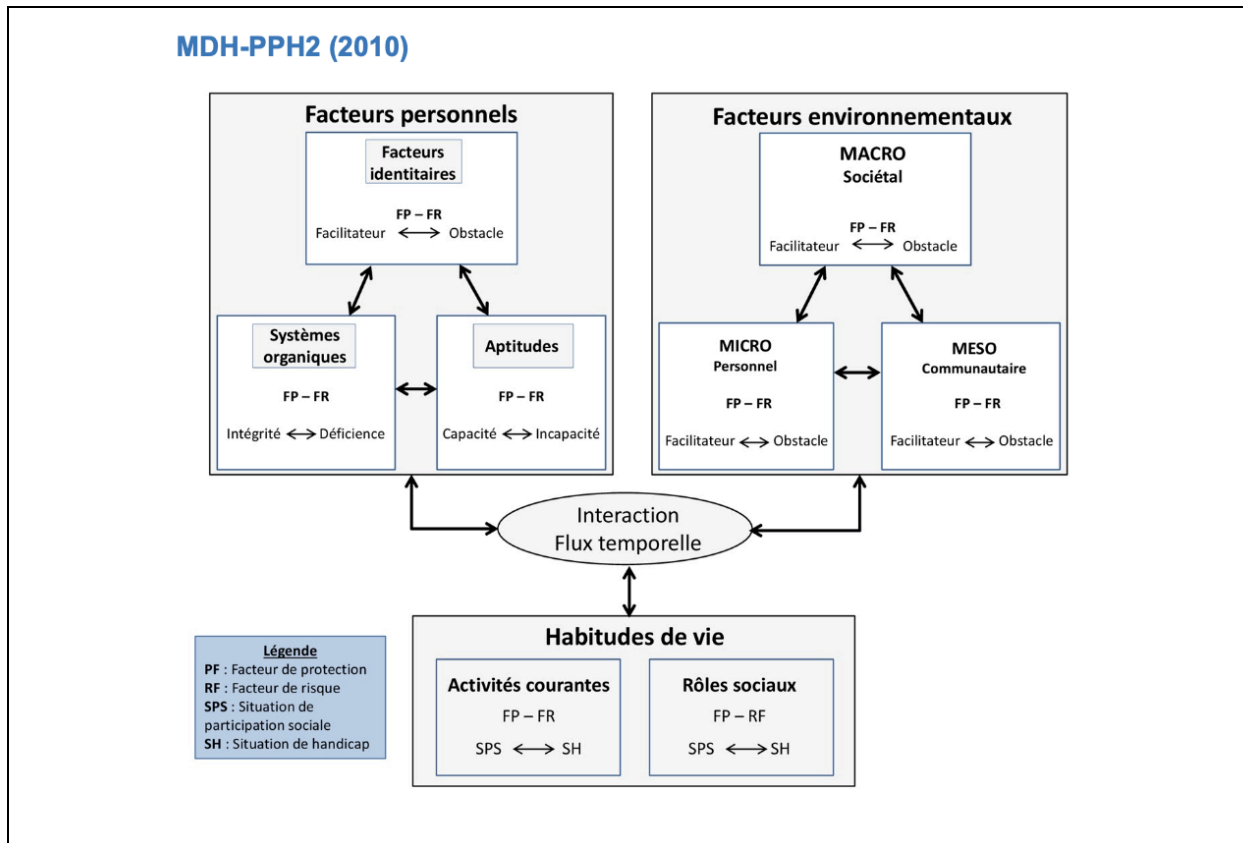 MDH-PPH2 (2010)
Facteurs personnels
Facteurs
identitaires
FP – FR
Facilitateur
Obstacle
Systèmes
organiques
FP – FR
Intégrité
Déficience
Aptitudes
FP – FR
Capacité
Incapacité
Facteurs environnementaux
MACRO
Sociétal
FP – FR
Facilitateur
Obstacle
MICRO
Personnel
FP – FR
Facilitateur
Obstacle
MESO
Communautaire
FP – FR
Facilitateur
Obstacle
Interaction
Flux temporelle
Habitudes de vie
Activités courantes
FP – FR
SPS
SH
Rôles sociaux
FP – RF
SPS
SH
Légende
PF : Facteur de protection
RF : Facteur de risque
SPS : Situation de
participation sociale
SH : Situation de handicap